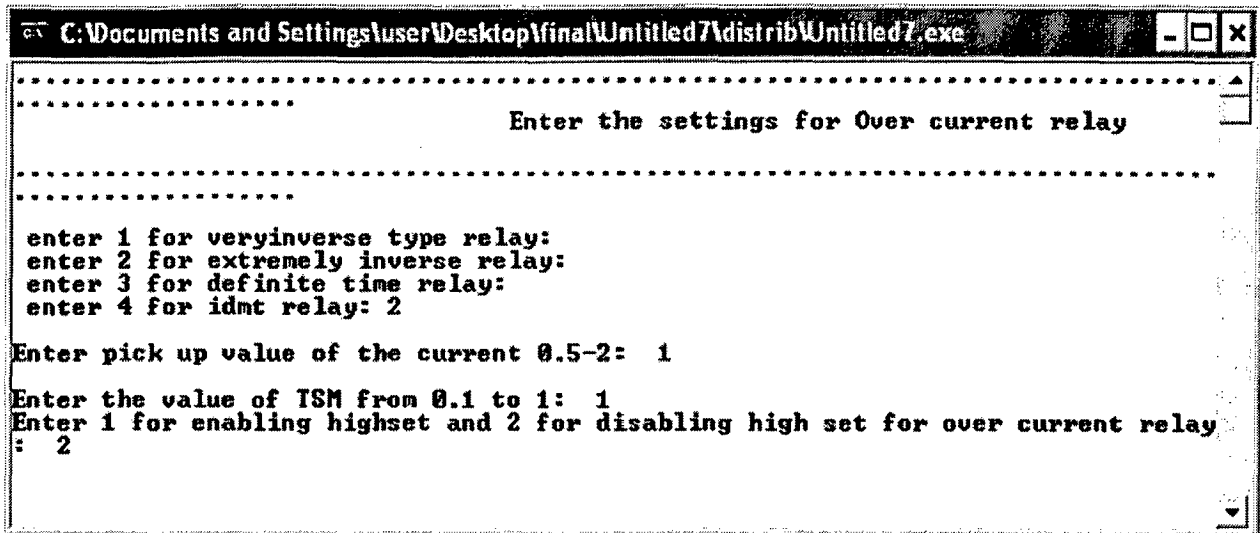 C:\Documents and Settings\user\Desktop\final\Untitled7\distrib\Untitled7.exe
Enter the settings for Over current relay
enter 1 for veryinverse type relay:
enter 2 for extremely inverse relay:
enter 3 for definite time relay:
enter 4 for idmt relay: 2
Enter pick up value of the current 0.5-2:  1
Enter the value of TSM from 0.1 to 1:  1
Enter 1 for enabling highset and 2 for disabling high set for over current relay
:  2